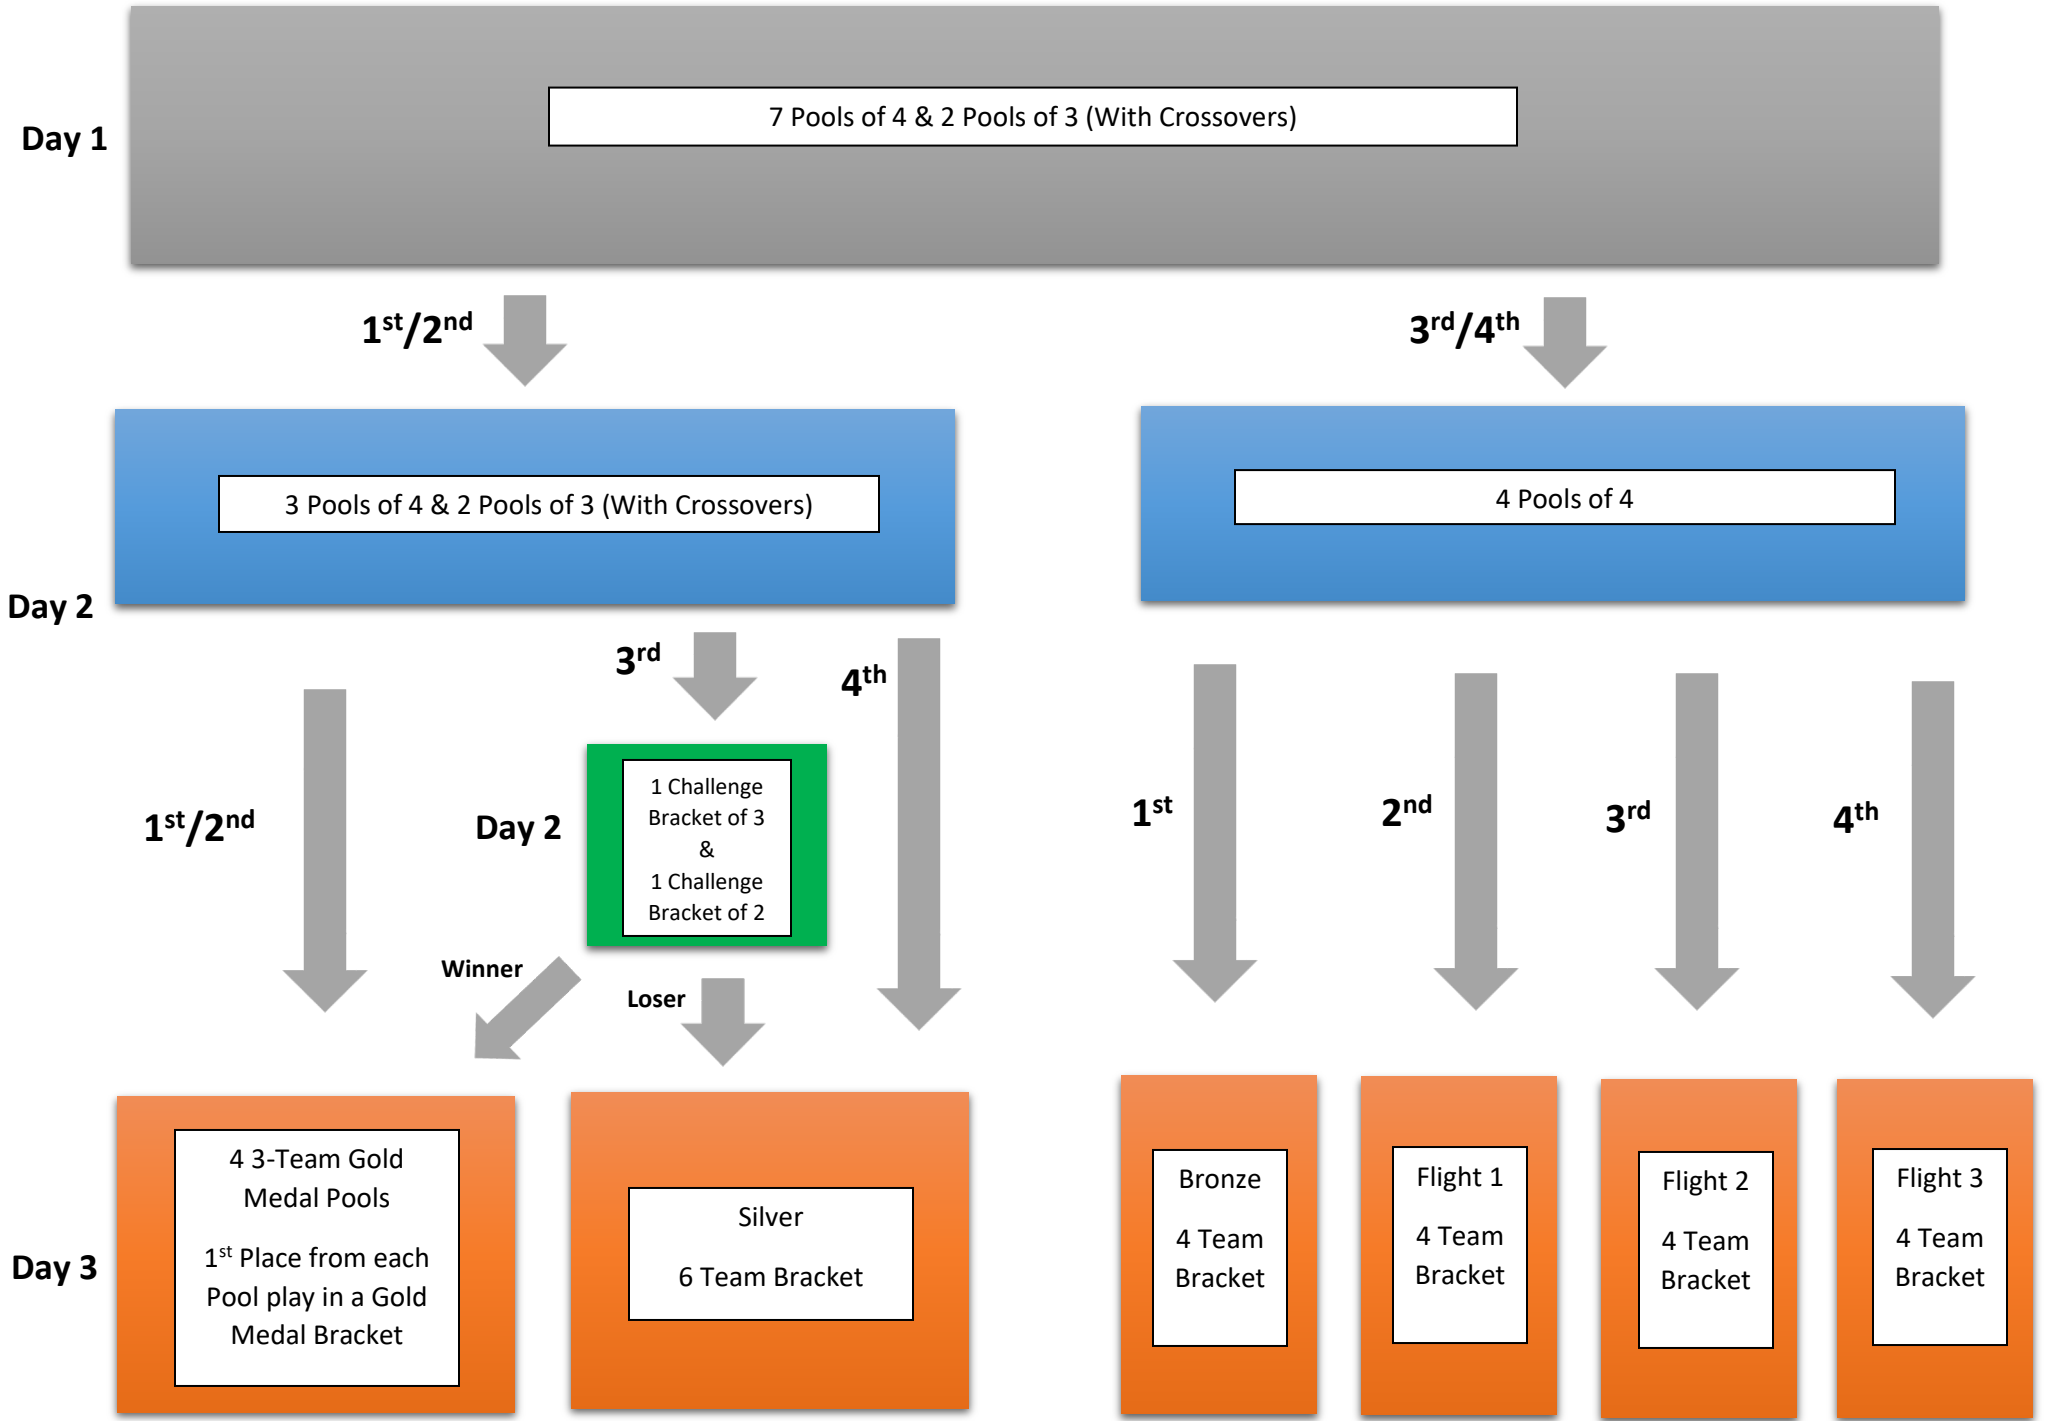 Day 1
7 Pools of 4 & 2 Pools of 3 (With Crossovers)
1st/2nd
3rd/4th
3 Pools of 4 & 2 Pools of 3 (With Crossovers)
4 Pools of 4
Day 2
1st/2nd
3rd
4th
Day 2
1 Challenge
Bracket of 3
&
1 Challenge
Bracket of 2
Winner
Loser
1st
2nd
3rd
4th
Day 3
4 3-Team Gold
Medal Pools
1st Place from each
Pool play in a Gold
Medal Bracket
Silver
6 Team Bracket
Bronze
4 Team
Bracket
Flight 1
4 Team
Bracket
Flight 2
4 Team
Bracket
Flight 3
4 Team
Bracket